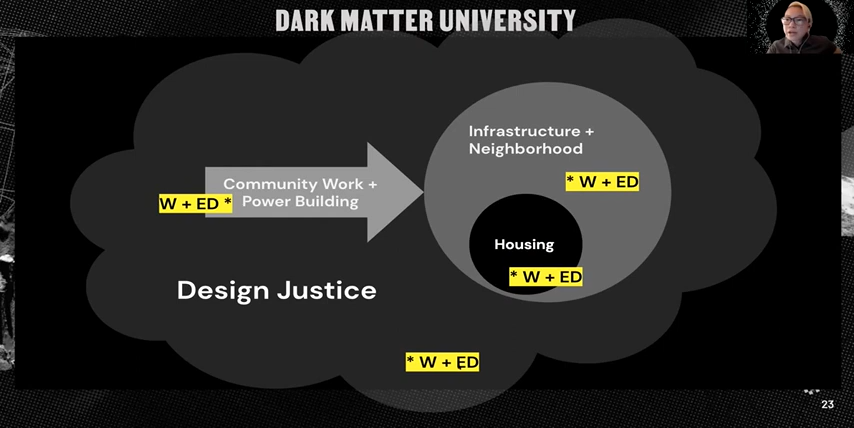 DARK MATTER UNIVERSITY
Infrastructure +
Neighborhood
* W + ED
Community Work +
Power Building
W + ED *
Housing
* W + ED
Design Justice
* W + ED
23